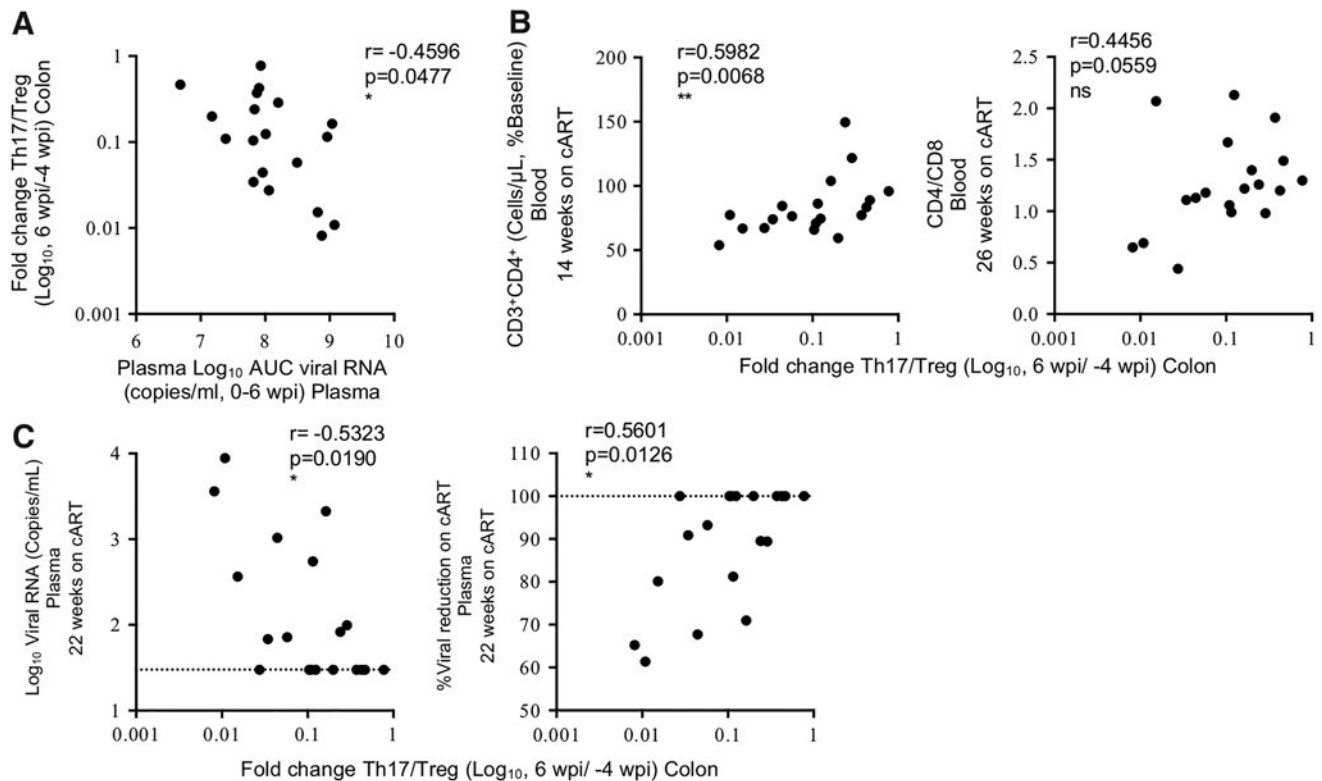 A
Fold change Th17/Treg
(Log₁₀, 6 wpi/-4 wpi) Colon
1
0.1
0.01
0.001
r= -0.4596
p=0.0477
*
6 7 8 9 10
Plasma Log₁₀ AUC viral RNA
(copies/ml, 0-6 wpi) Plasma
B
CD3⁺CD4⁺ (Cells/μL, %Baseline)
Blood
14 weeks on cART
200
150
100
50
0
r=0.5982
p=0.0068
**
0.001 0.01 0.1 1
CD4/CD8
Blood
26 weeks on cART
2.5
2.0
1.5
1.0
0.5
0.0
r=0.4456
p=0.0559
ns
0.001 0.01 0.1 1
Fold change Th17/Treg (Log₁₀, 6 wpi/ -4 wpi) Colon
C
Log₁₀ Viral RNA (Copies/mL)
Plasma
22 weeks on cART
4
3
2
1
r= -0.5323
p=0.0190
*
0.001 0.01 0.1 1
%Viral reduction on cART
Plasma
22 weeks on cART
110
100
90
80
70
60
50
r=0.5601
p=0.0126
*
0.001 0.01 0.1 1
Fold change Th17/Treg (Log₁₀, 6 wpi/ -4 wpi) Colon